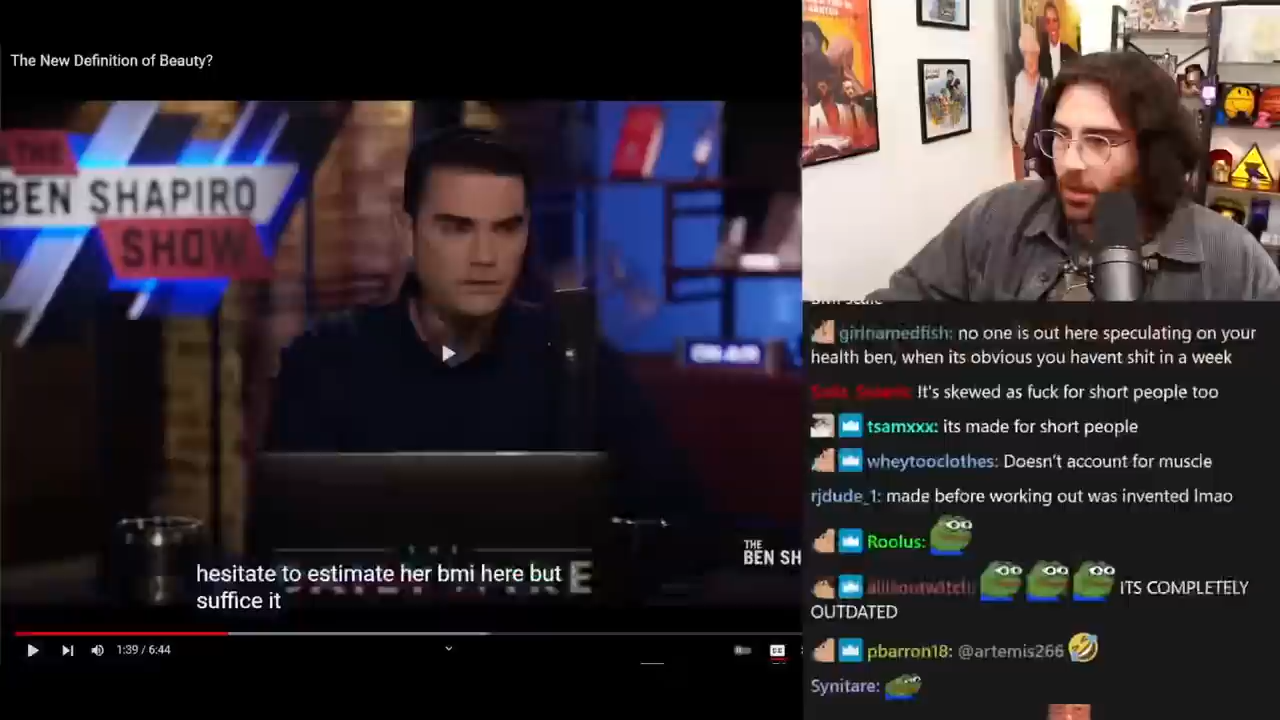 The New Definition of Beauty?
THE
BEN SHAPIRO
SHOW
hesitate to estimate her bmi here but
suffice it
THE
BEN SH
1:39 / 6:44
girlnamedfish: no one is out here speculating on your
health ben, when its obvious you havent shit in a week
It's skewed as fuck for short people too
tsamxxx: its made for short people
wheytooclothes: Doesn't account for muscle
rjdude_1: made before working out was invented lmao
Roolus:
ITS COMPLETELY
OUTDATED
pbarron18: @artemis266
Synitare: